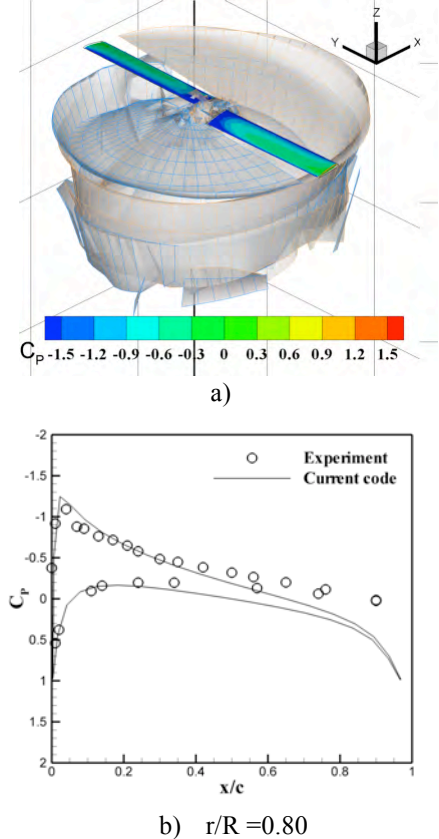 Z
Y X
C_P -1.5 -1.2 -0.9 -0.6 -0.3 0 0.3 0.6 0.9 1.2 1.5
a)
-2
-1.5
-1
-0.5
0
0.5
1
1.5
2
C_P
Experiment
Current code
0 0.2 0.4 0.6 0.8 1
x/c
b) r/R =0.80